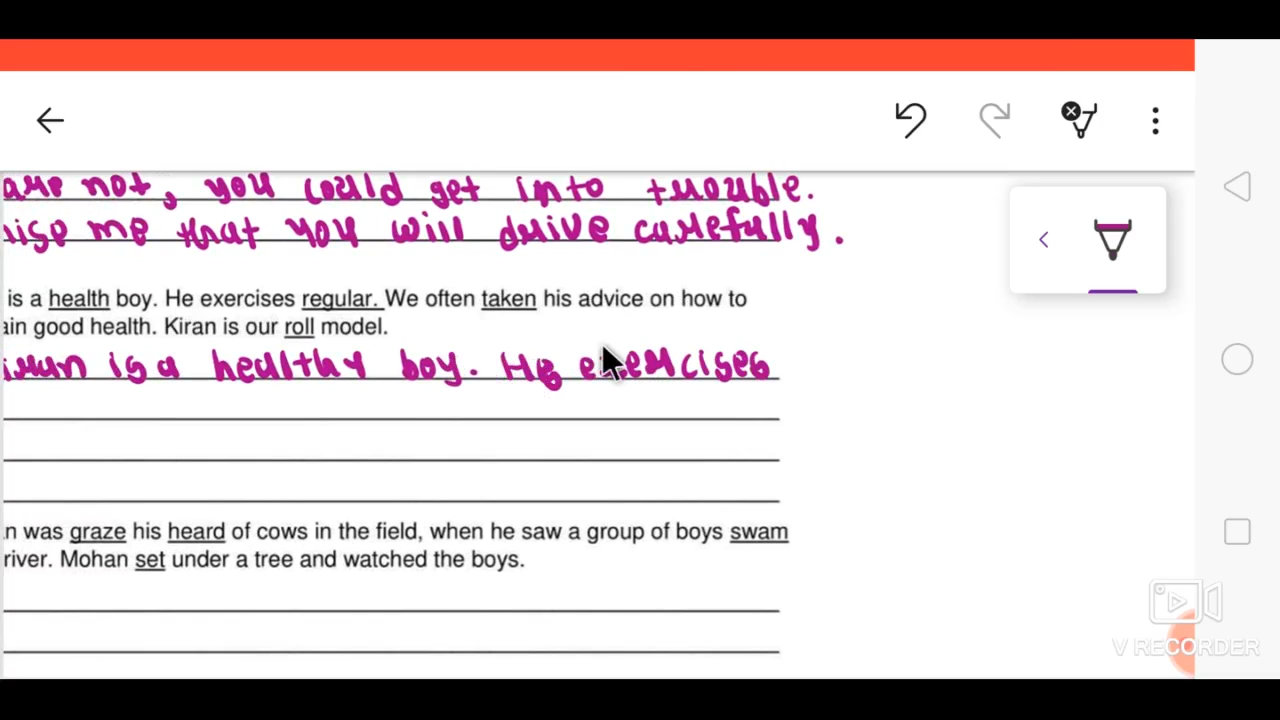 are not, you could get into trouble.
mise me that you will drive carefully.
is a health boy. He exercises regular. We often taken his advice on how to
ain good health. Kiran is our roll model.
iran is a healthy boy. He exercises
n was graze his heard of cows in the field, when he saw a group of boys swam
river. Mohan set under a tree and watched the boys.
V RECORDER